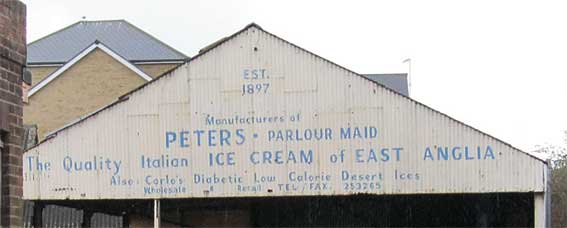 EST.
1897
Manufacturers of
PETERS • PARLOUR MAID
The Quality Italian ICE CREAM of EAST ANGLIA
Also Carlo's Diabetic Low Calorie Desert Ices
Wholesale & Retail TEL/FAX. 253265